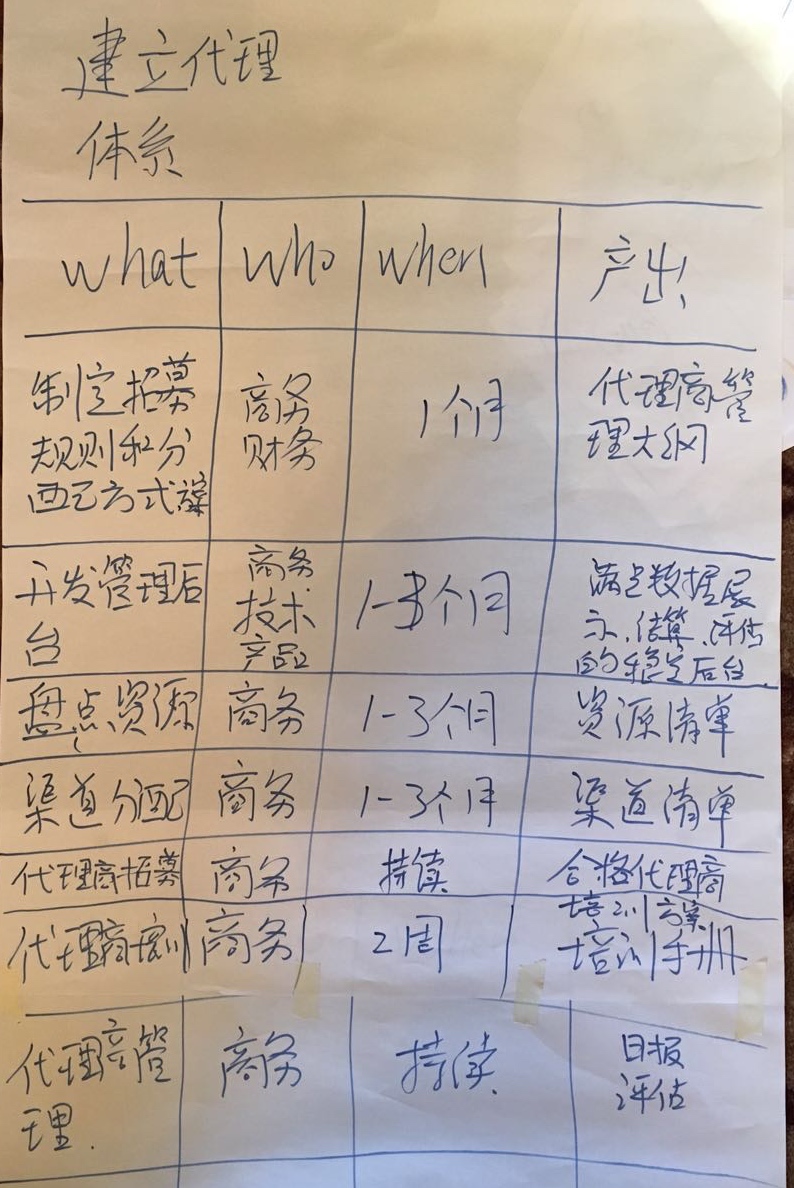 建立代理
体系
what who when 产出
制定招募
规则和分
配方式
商务
财务
1个月
代理商管
理大纲
开发管理后
台
商务
技术
产品
1-3个月
满足数据展
示、结算、评估
的稳定后台
盘点资源 商务 1-3个月 资源清单
渠道分配 商务 1-3个月 渠道清单
代理商招募 商务 持续 合格代理商
代理商培训 商务 2周
培训方案
培训手册
代理商管
理.
商务
持续
日报
评估